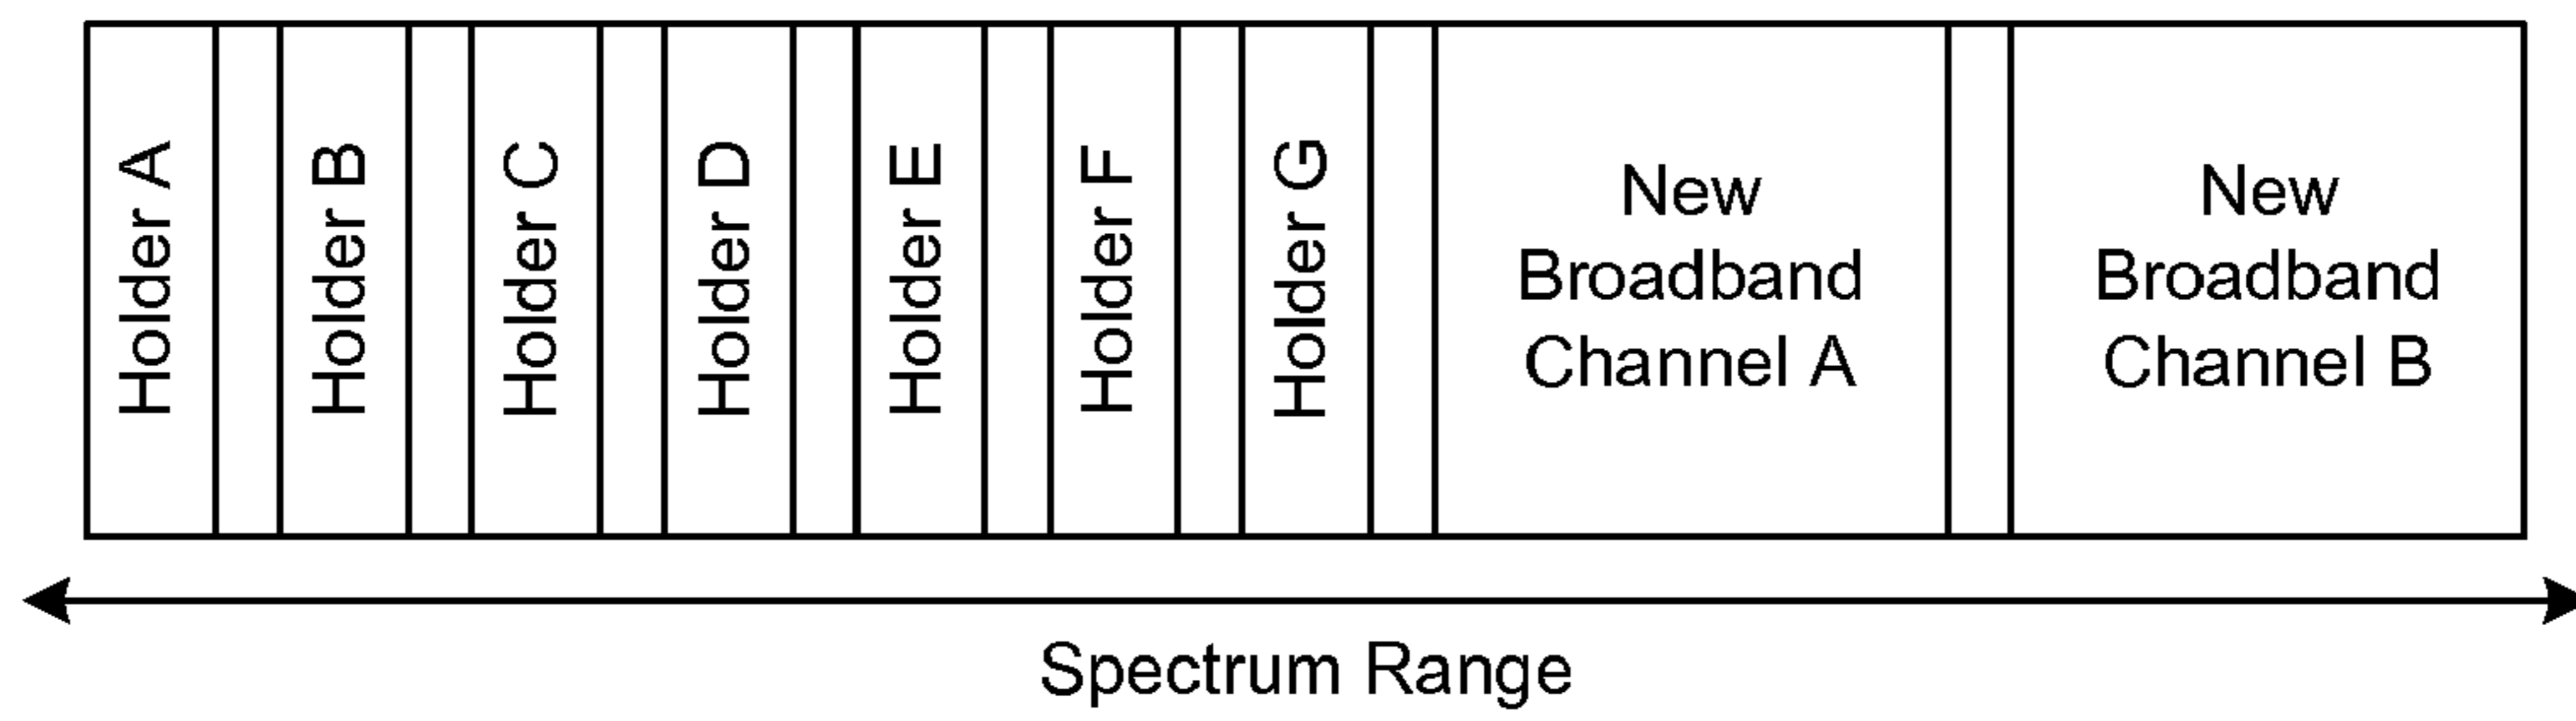 Holder A
Holder B
Holder C
Holder D
Holder E
Holder F
Holder G
New
Broadband
Channel A
New
Broadband
Channel B
Spectrum Range